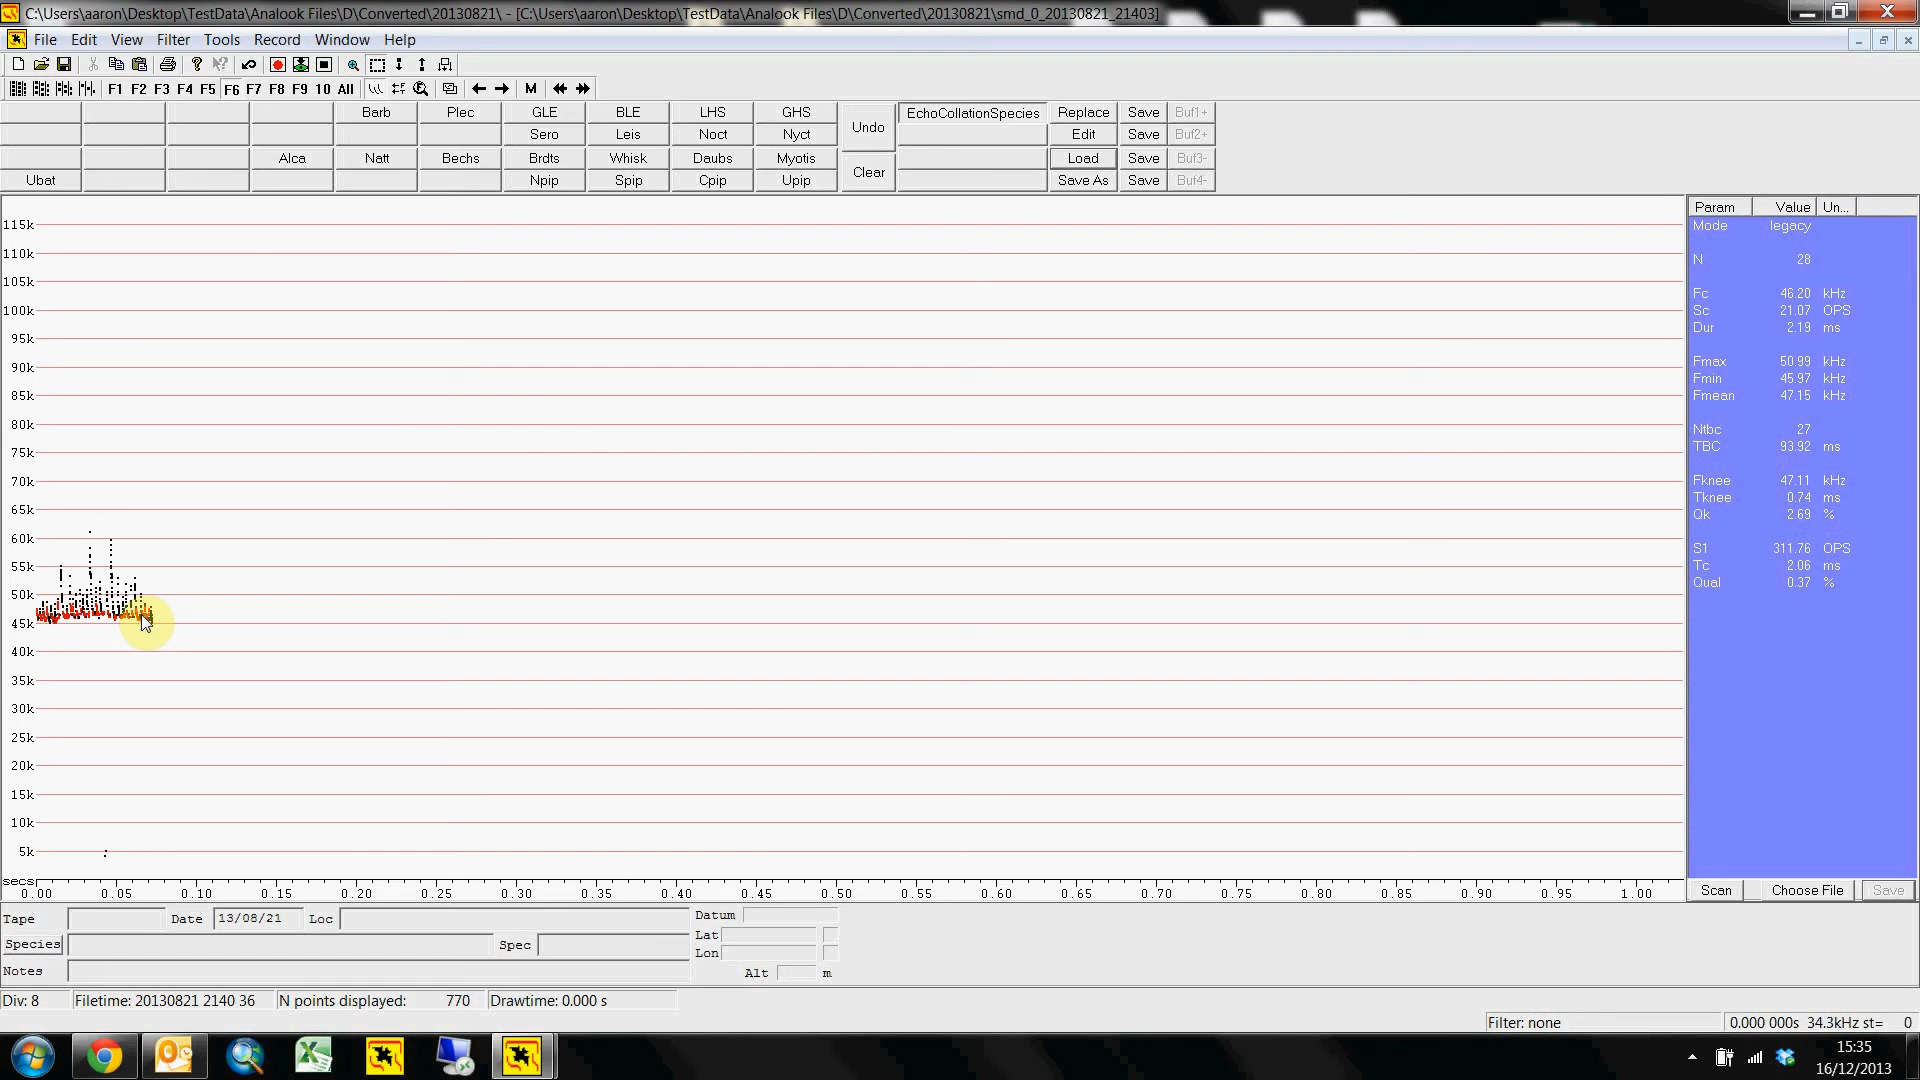 C:\Users\aaron\Desktop\TestData\Analook Files\D\Converted\20130821\ - [C:\Users\aaron\Desktop\TestData\Analook Files\D\Converted\20130821\smd_0_20130821_21403]
File Edit View Filter Tools Record Window Help
F1 F2 F3 F4 F5 F6 F7 F8 F9 10 All M
Barb Plec GLE BLE LHS GHS EchoCollationSpecies Replace Save Buf1+
Undo
Sero Leis Noct Nyct Edit Save Buf2+
Alca Natt Bechs Brdts Whisk Daubs Myotis Load Save Buf3-
Clear
Ubat Npip Spip Cpip Upip Save As Save Buf4-
115k
110k
105k
100k
95k
90k
85k
80k
75k
70k
65k
60k
55k
50k
45k
40k
35k
30k
25k
20k
15k
10k
5k
secs 0.00 0.05 0.10 0.15 0.20 0.25 0.30 0.35 0.40 0.45 0.50 0.55 0.60 0.65 0.70 0.75 0.80 0.85 0.90 0.95 1.00
Param Value Un...
Mode legacy
N 28
Fc 46.20 kHz
Sc 21.07 OPS
Dur 2.19 ms
Fmax 50.99 kHz
Fmin 45.97 kHz
Fmean 47.15 kHz
Ntbc 27
TBC 93.92 ms
Fknee 47.11 kHz
Tknee 0.74 ms
Qk 2.69 %
S1 311.76 OPS
Tc 2.06 ms
Qual 0.37 %
Scan Choose File Save
Tape Date 13/08/21 Loc Datum
Species Spec Lat
Lon
Notes Alt m
Div: 8 Filetime: 20130821 2140 36 N points displayed: 770 Drawtime: 0.000 s
Filter: none 0.000 000s 34.3kHz st= 0
15:35
16/12/2013